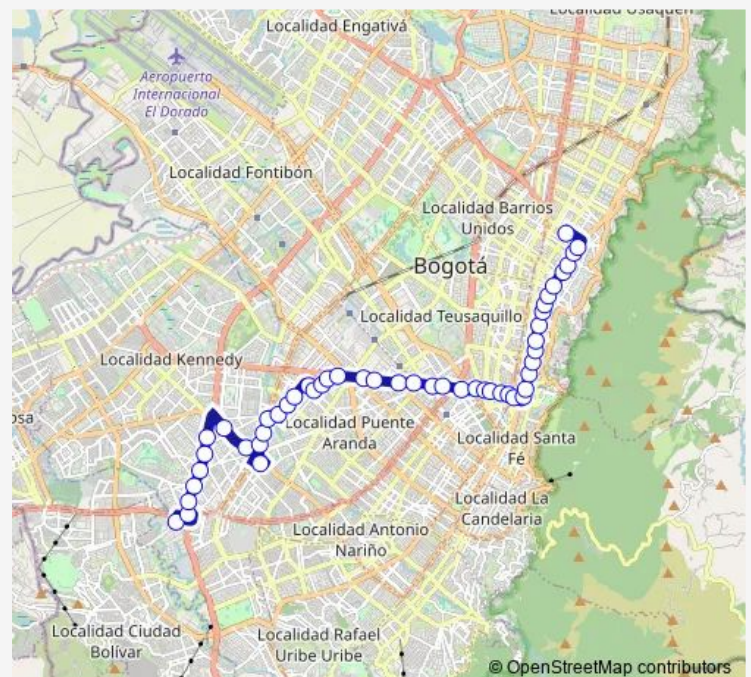 Localidad Usaquén
Localidad Engativá
Aeropuerto
Internacional
El Dorado
Localidad Fontibón
Localidad Barrios
Unidos
Bogotá
Localidad Teusaquillo
Localidad Kennedy
osa
Localidad Puente
Aranda
Localidad Santa
Fé
Localidad La
Candelaria
Localidad Antonio
Nariño
Localidad Ciudad
Bolívar
Localidad Rafael
Uribe Uribe
© OpenStreetMap contributors